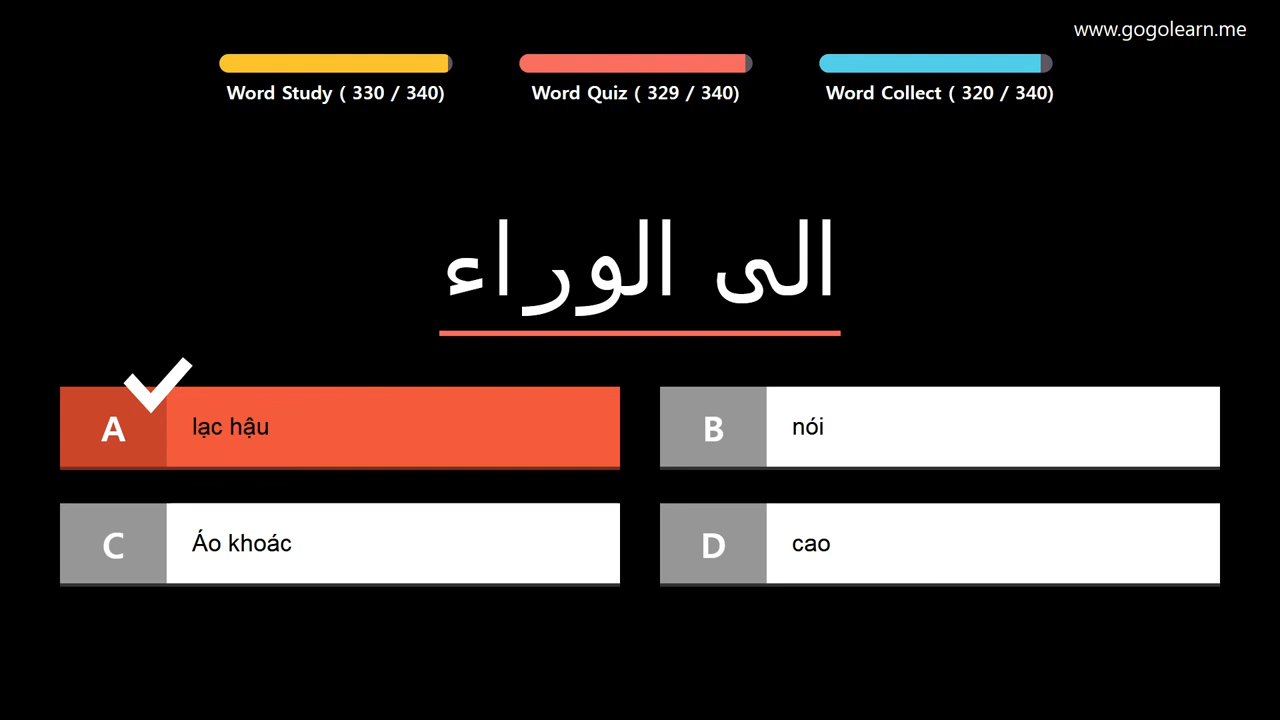 www.gogolearn.me
Word Study ( 330 / 340)
Word Quiz ( 329 / 340)
Word Collect ( 320 / 340)
الى الوراء
A lạc hậu
B nói
C Áo khoác
D cao